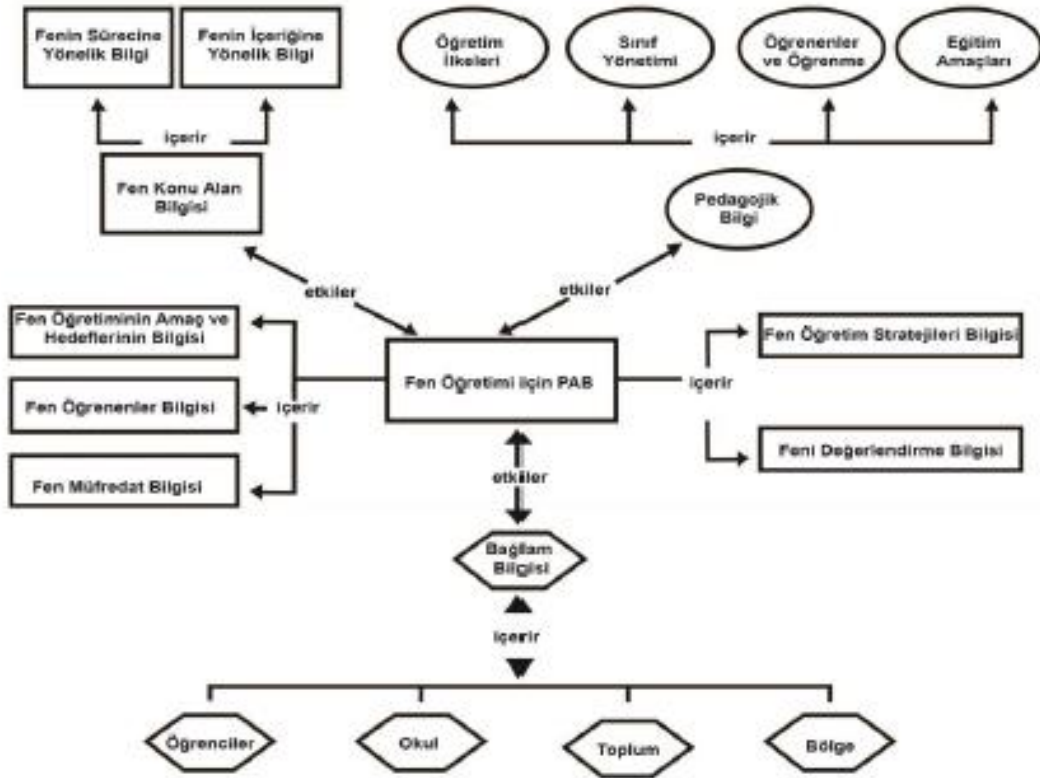 Fenin Sürecine
Yönelik Bilgi
Fenin İçeriğine
Yönelik Bilgi
Öğretim
İlkeleri
Sınıf
Yönetimi
Öğrenenler
ve Öğrenme
Eğitim
Amaçları
içerir
içerir
Fen Konu Alan
Bilgisi
Pedagojik
Bilgi
etkiler
etkiler
Fen Öğretiminin Amaç ve
Hedeflerinin Bilgisi
Fen Öğretim Stratejileri Bilgisi
Fen Öğretimi için PAB
içerir
Fen Öğrenenler Bilgisi
içerir
Feni Değerlendirme Bilgisi
Fen Müfredat Bilgisi
etkiler
Bağlam
Bilgisi
içerir
Öğrenciler
Okul
Toplum
Bölge